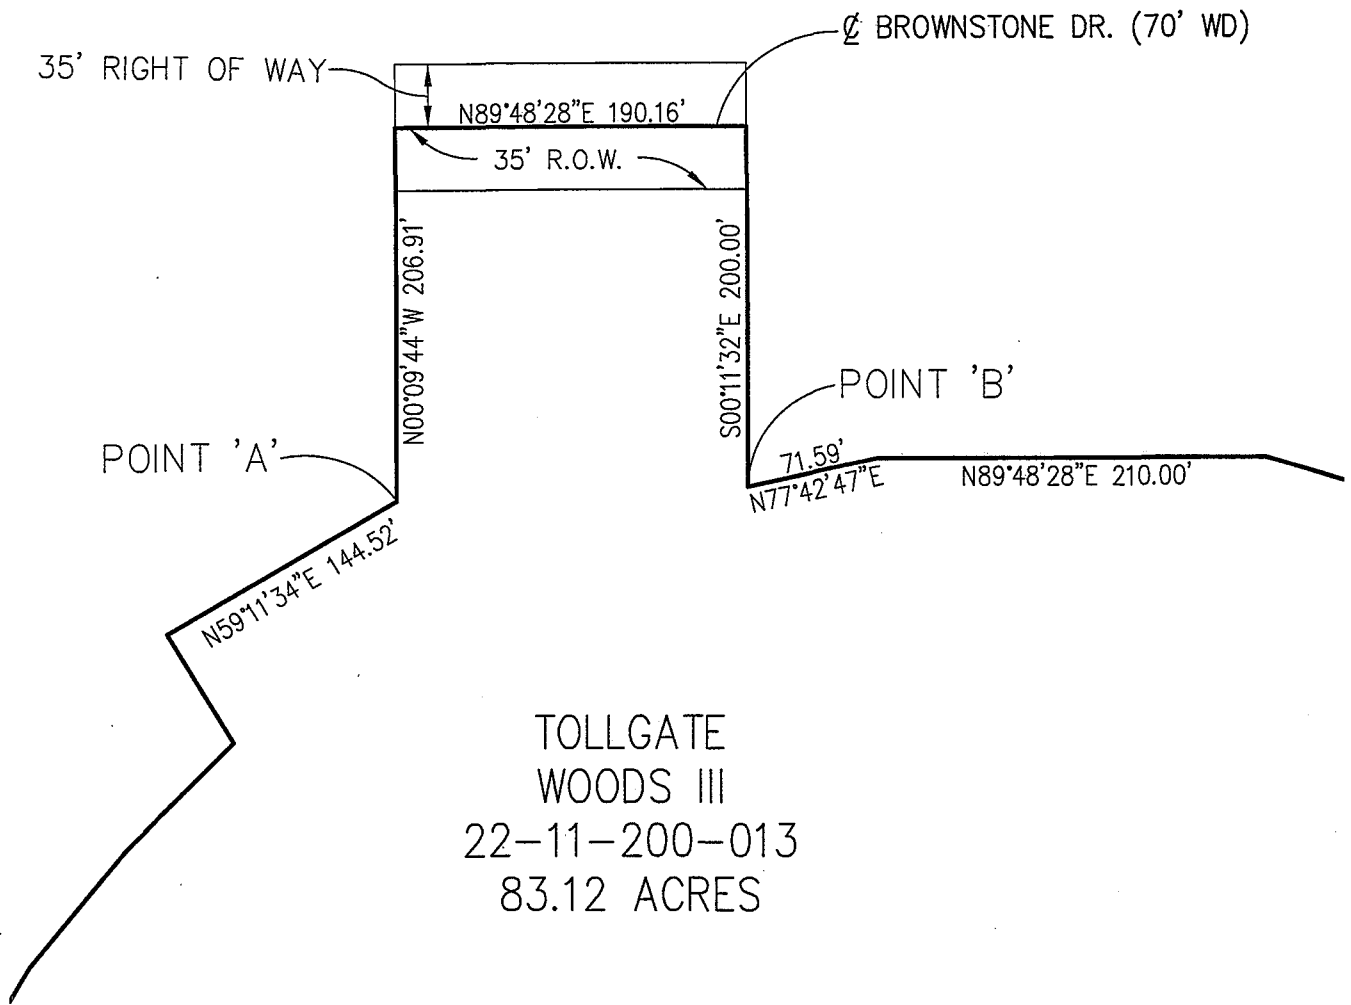 ℄ BROWNSTONE DR. (70' WD)
35' RIGHT OF WAY
N89°48'28"E 190.16'
35' R.O.W.
N00°09'44"W 206.91'
S00°11'32"E 200.00'
POINT 'B'
POINT 'A'
71.59'
N77°42'47"E
N89°48'28"E 210.00'
N59°11'34"E 144.52'
TOLLGATE
WOODS III
22-11-200-013
83.12 ACRES